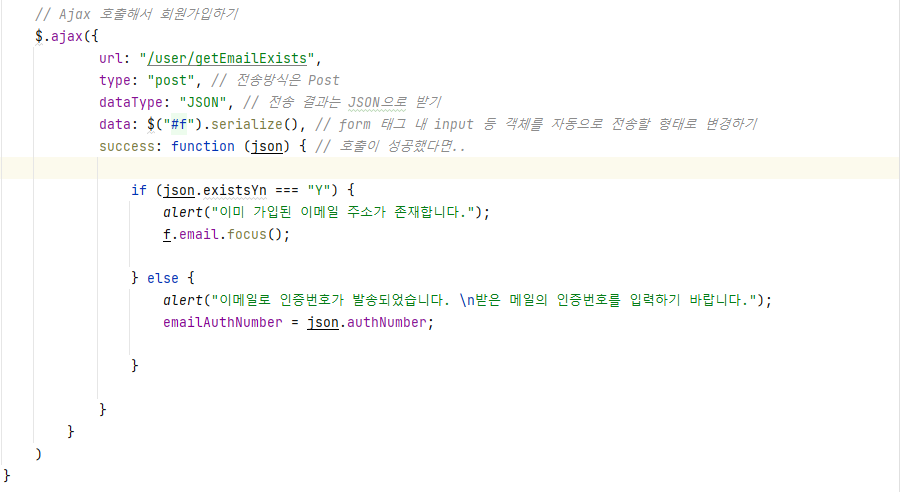 // Ajax 호출해서 회원가입하기
$.ajax({
url: "/user/getEmailExists",
type: "post", // 전송방식은 Post
dataType: "JSON", // 전송 결과는 JSON으로 받기
data: $("#f").serialize(), // form 태그 내 input 등 객체를 자동으로 전송할 형태로 변경하기
success: function (json) { // 호출이 성공했다면..
if (json.existsYn === "Y") {
alert("이미 가입된 이메일 주소가 존재합니다.");
f.email.focus();
} else {
alert("이메일로 인증번호가 발송되었습니다. \n받은 메일의 인증번호를 입력하기 바랍니다.");
emailAuthNumber = json.authNumber;
}
}
}
)
}